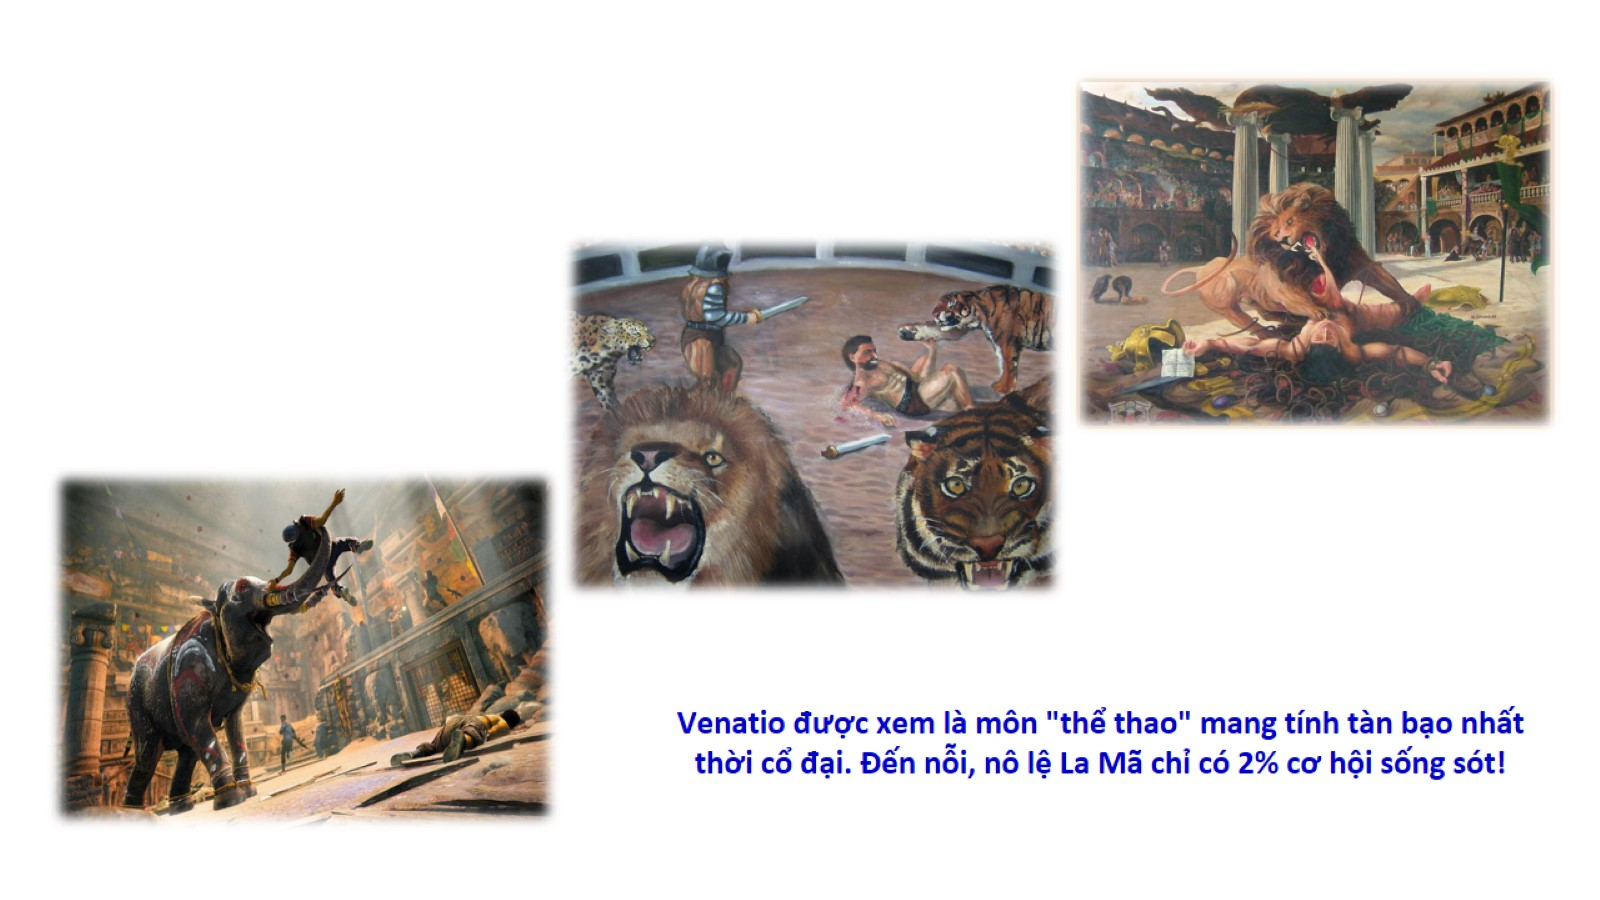 Venatio được xem là môn "thể thao" mang tính tàn bạo nhất
thời cổ đại. Đến nỗi, nô lệ La Mã chỉ có 2% cơ hội sống sót!